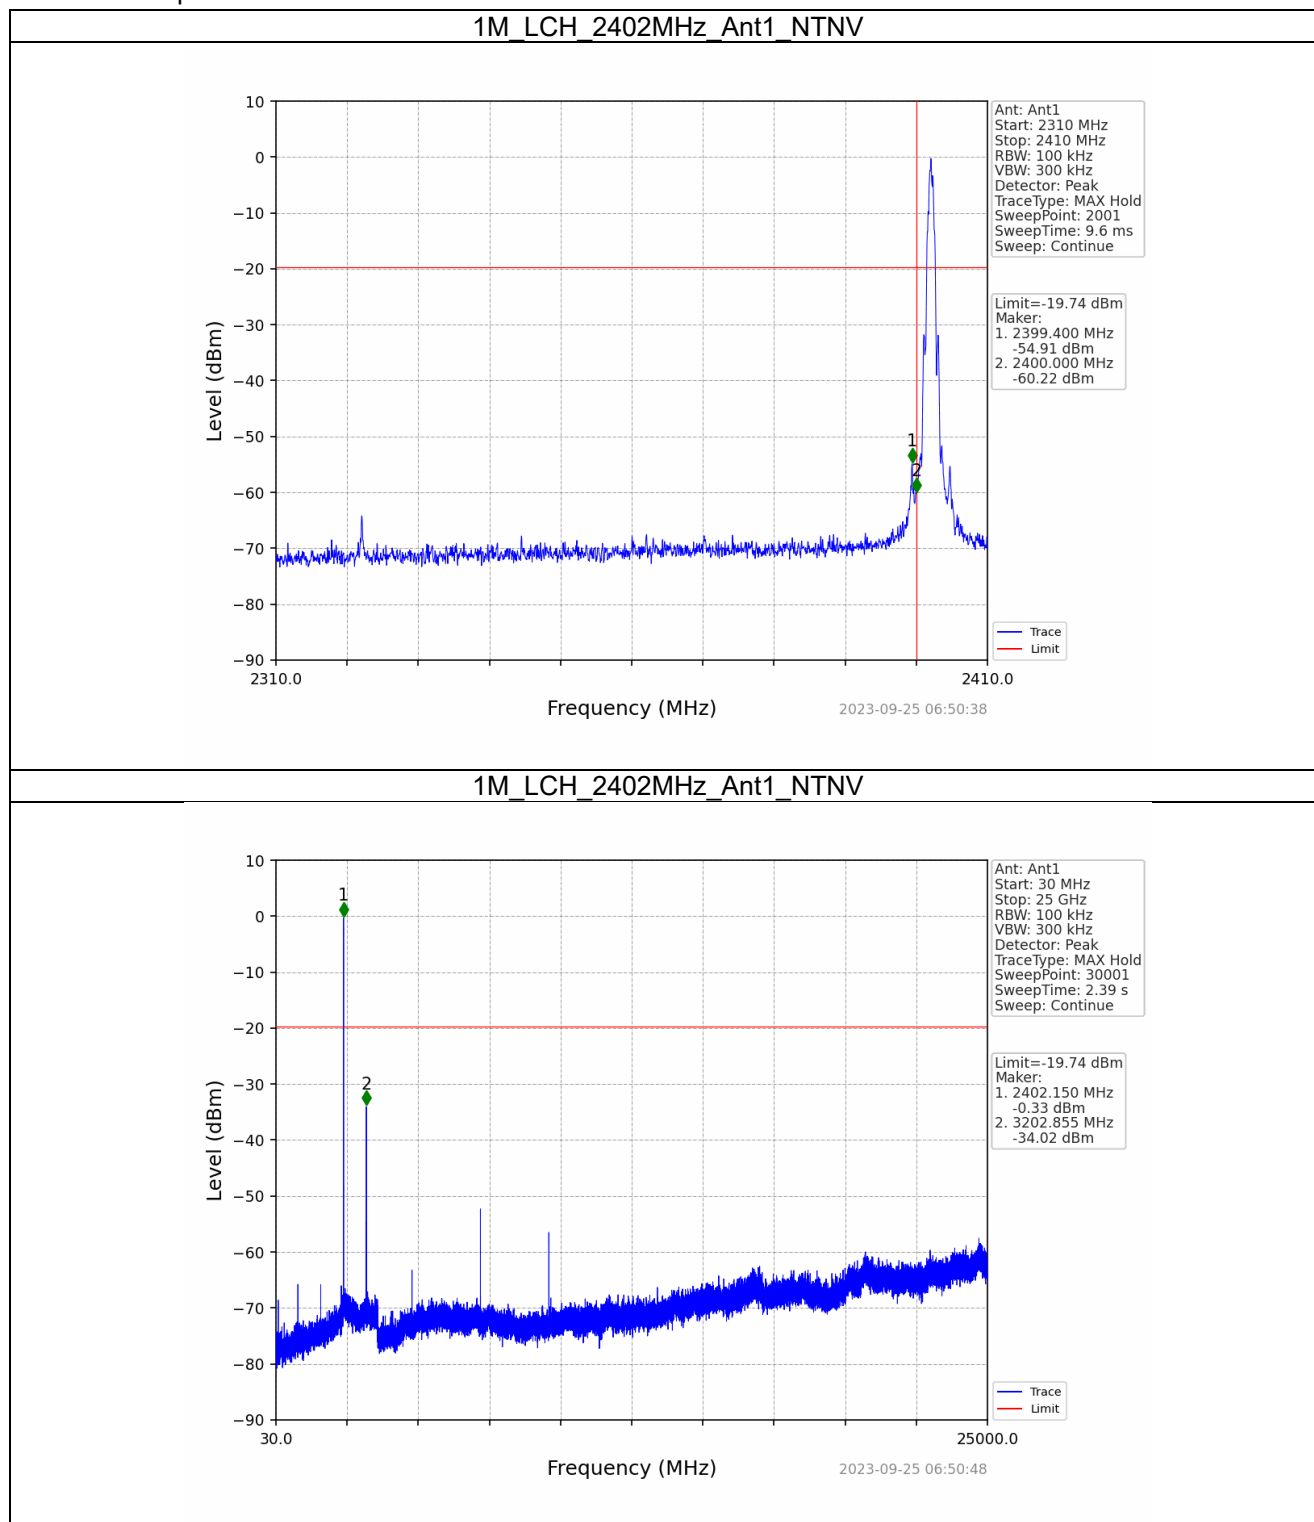 1M_LCH_2402MHz_Ant1_NTNV
10
0
−10
−20
−30
−40
−50
−60
−70
−80
−90
Level (dBm)
2310.0
2410.0
Frequency (MHz)
2023-09-25 06:50:38
1
2
Ant: Ant1
Start: 2310 MHz
Stop: 2410 MHz
RBW: 100 kHz
VBW: 300 kHz
Detector: Peak
TraceType: MAX Hold
SweepPoint: 2001
SweepTime: 9.6 ms
Sweep: Continue
Limit=-19.74 dBm
Maker:
1. 2399.400 MHz
-54.91 dBm
2. 2400.000 MHz
-60.22 dBm
Trace
Limit
1M_LCH_2402MHz_Ant1_NTNV
10
0
−10
−20
−30
−40
−50
−60
−70
−80
−90
Level (dBm)
30.0
25000.0
Frequency (MHz)
2023-09-25 06:50:48
1
2
Ant: Ant1
Start: 30 MHz
Stop: 25 GHz
RBW: 100 kHz
VBW: 300 kHz
Detector: Peak
TraceType: MAX Hold
SweepPoint: 30001
SweepTime: 2.39 s
Sweep: Continue
Limit=-19.74 dBm
Maker:
1. 2402.150 MHz
-0.33 dBm
2. 3202.855 MHz
-34.02 dBm
Trace
Limit